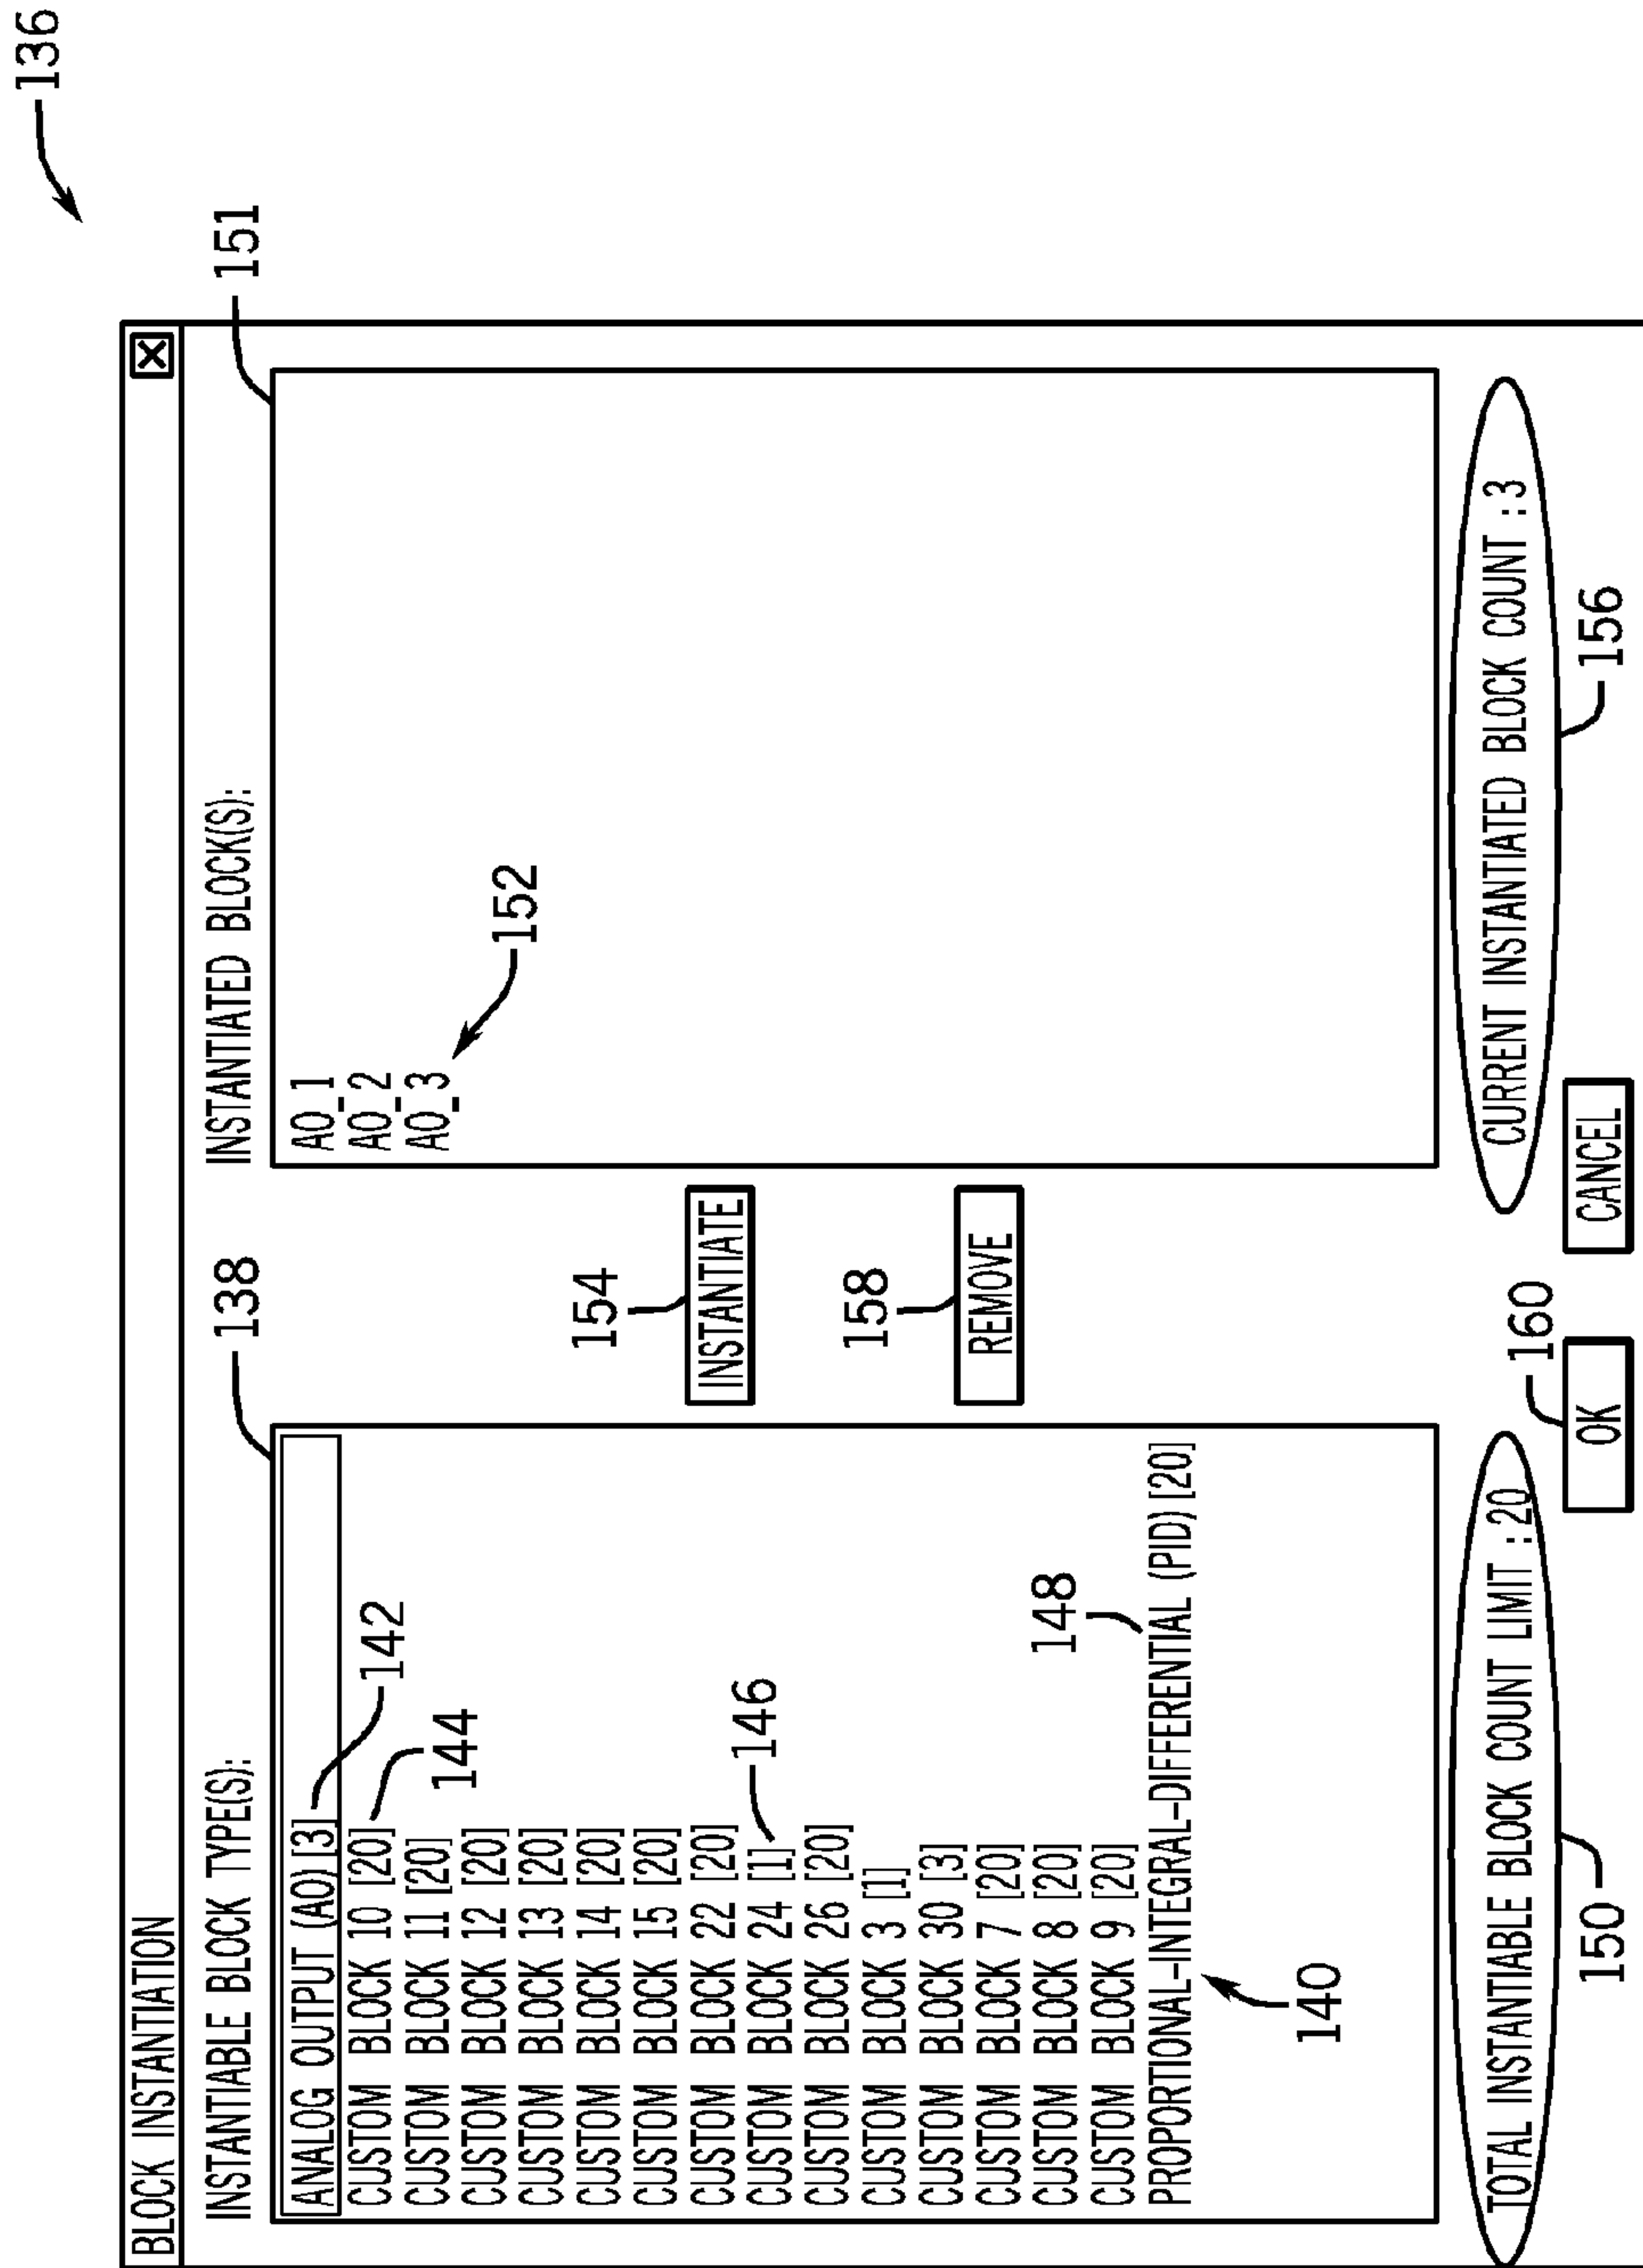 136
BLOCK INSTANTIATION
INSTANTIABLE BLOCK TYPE(S):
138
ANALOG OUTPUT (AO) [3]
142
CUSTOM BLOCK 10 [20]
144
CUSTOM BLOCK 11 [20]
CUSTOM BLOCK 12 [20]
CUSTOM BLOCK 13 [20]
CUSTOM BLOCK 14 [20]
CUSTOM BLOCK 15 [20]
CUSTOM BLOCK 22 [20]
CUSTOM BLOCK 24 [1]
146
CUSTOM BLOCK 26 [20]
CUSTOM BLOCK 3 [1]
CUSTOM BLOCK 30 [3]
CUSTOM BLOCK 7 [20]
CUSTOM BLOCK 8 [20]
CUSTOM BLOCK 9 [20]
148
PROPORTIONAL-INTEGRAL-DIFFERENTIAL (PID) [20]
140
TOTAL INSTANTIABLE BLOCK COUNT LIMIT :20
150
154
INSTANTIATE
158
REMOVE
INSTANTIATED BLOCK(S):
151
AO_1
AO_2
AO_3
152
CURRENT INSTANTIATED BLOCK COUNT :3
156
160
OK
CANCEL